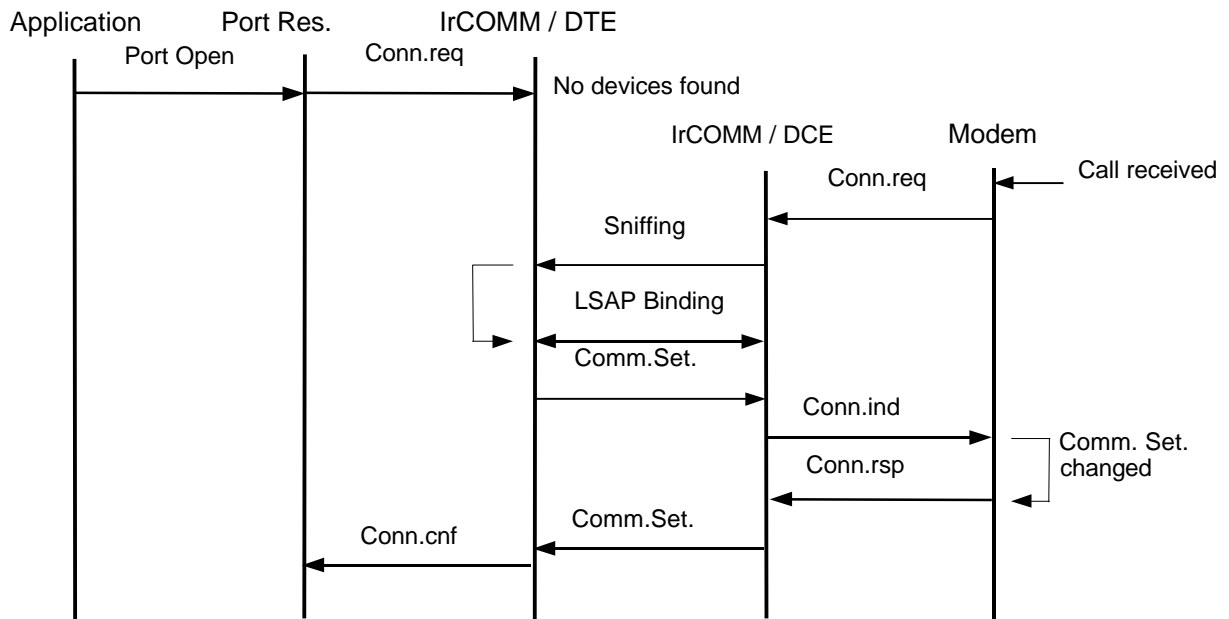 Application
Port Res.
IrCOMM / DTE
Port Open
Conn.req
No devices found
IrCOMM / DCE
Modem
Call received
Conn.req
Sniffing
LSAP Binding
Comm.Set.
Conn.ind
Comm. Set.
changed
Conn.rsp
Comm.Set.
Conn.cnf